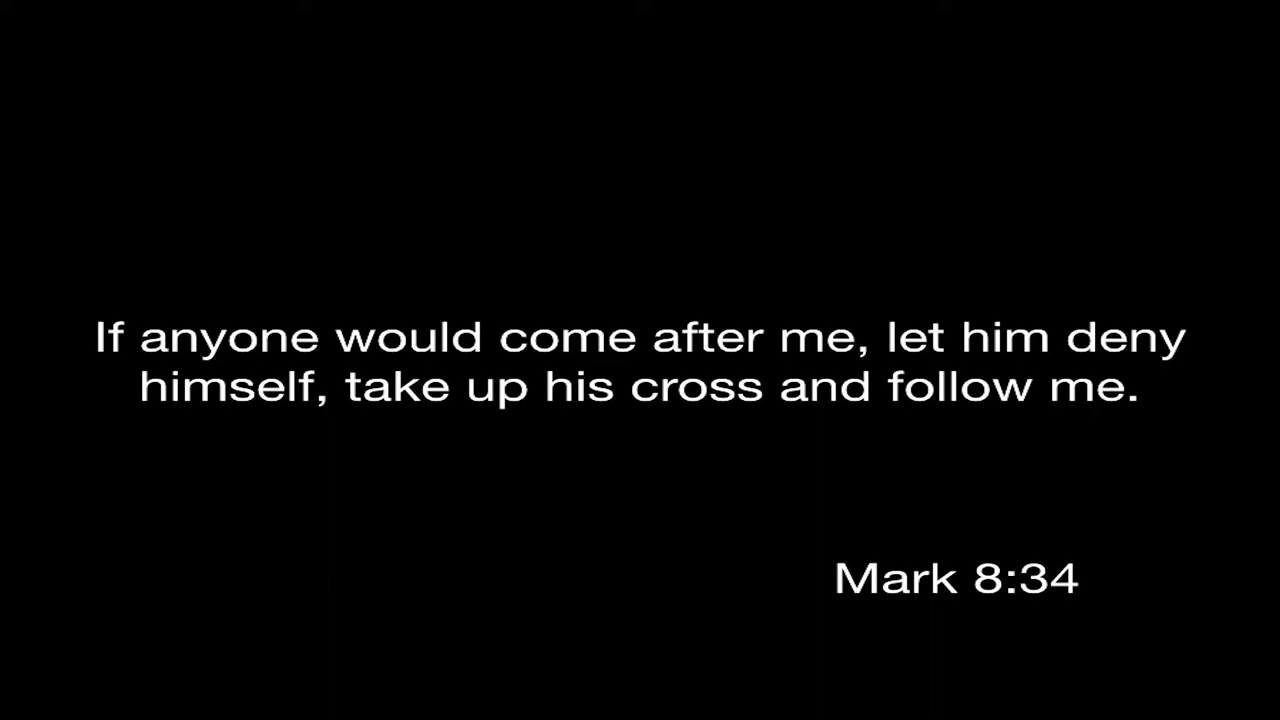 If anyone would come after me, let him deny
himself, take up his cross and follow me.
Mark 8:34